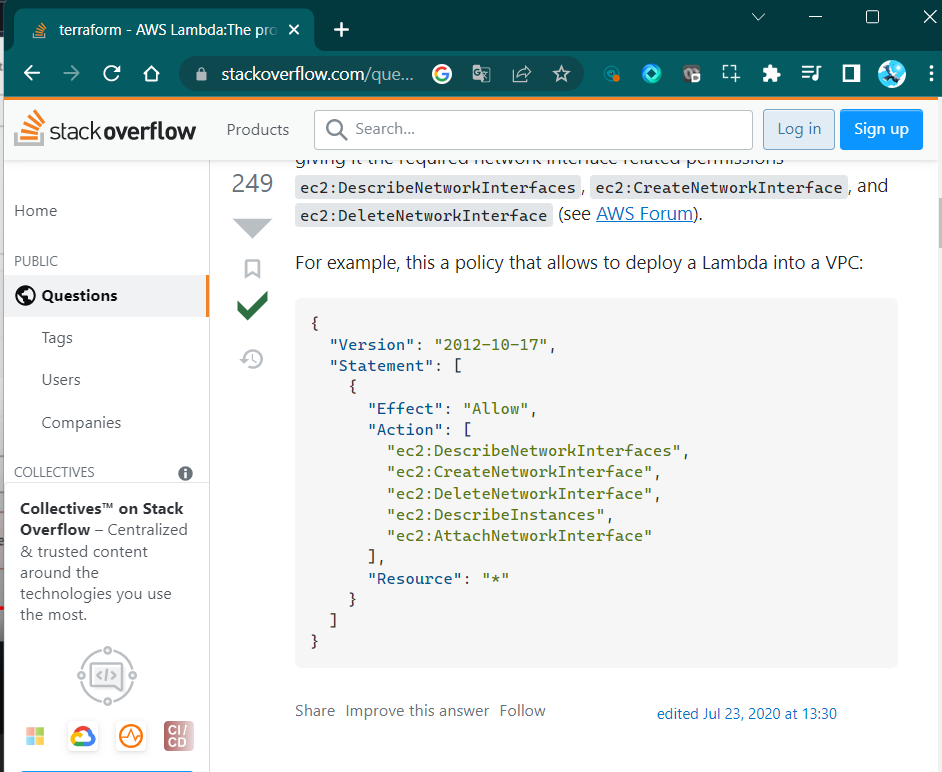 terraform - AWS Lambda:The pro
stackoverflow.com/que...
stackoverflow
Products
Search...
Log in
Sign up
Home
PUBLIC
Questions
Tags
Users
Companies
COLLECTIVES
Collectives™ on Stack
Overflow – Centralized
& trusted content
around the
technologies you use
the most.
CI/
CD
249
giving it the required network interface related permissions
ec2:DescribeNetworkInterfaces, ec2:CreateNetworkInterface, and
ec2:DeleteNetworkInterface (see AWS Forum).
For example, this a policy that allows to deploy a Lambda into a VPC:
{
  "Version": "2012-10-17",
  "Statement": [
    {
      "Effect": "Allow",
      "Action": [
        "ec2:DescribeNetworkInterfaces",
        "ec2:CreateNetworkInterface",
        "ec2:DeleteNetworkInterface",
        "ec2:DescribeInstances",
        "ec2:AttachNetworkInterface"
      ],
      "Resource": "*"
    }
  ]
}
Share Improve this answer Follow
edited Jul 23, 2020 at 13:30